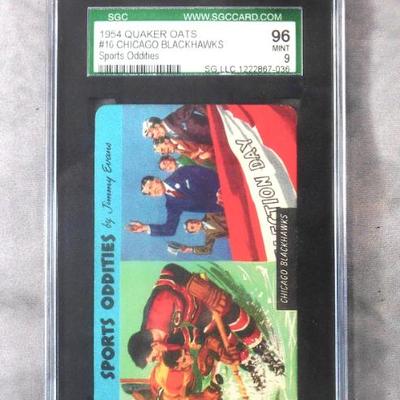 SGC
WWW.SGCCARD.COM
1954 QUAKER OATS
#16 CHICAGO BLACKHAWKS
Sports Oddities
96
MINT
9
SG LLC 1222867-036
SPORTS ODDITIES by Jimmy Evans
ELECTION DAY
CHICAGO BLACKHAWKS